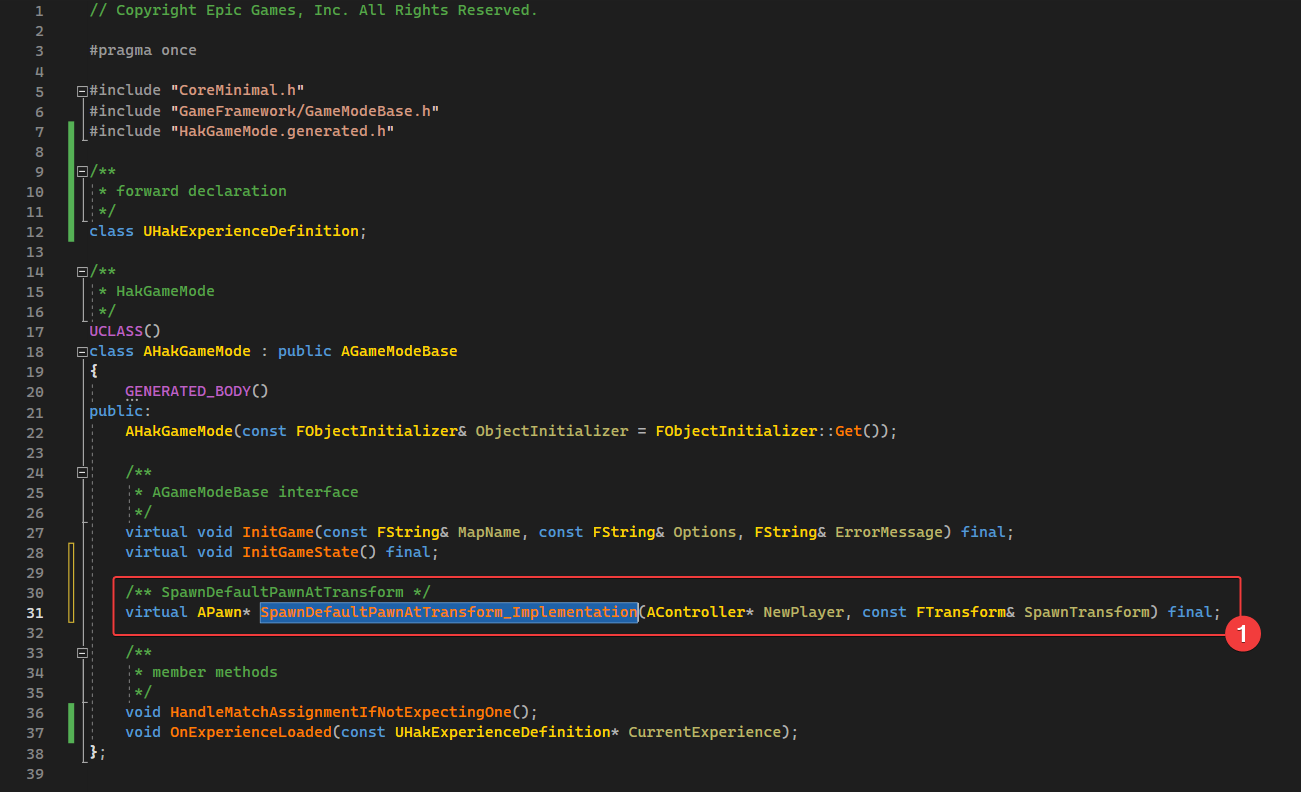 1 // Copyright Epic Games, Inc. All Rights Reserved.
2
3 #pragma once
4
5 #include "CoreMinimal.h"
6 #include "GameFramework/GameModeBase.h"
7 #include "HakGameMode.generated.h"
8
9 /**
10 * forward declaration
11 */
12 class UHakExperienceDefinition;
13
14 /**
15 * HakGameMode
16 */
17 UCLASS()
18 class AHakGameMode : public AGameModeBase
19 {
20 GENERATED_BODY()
21 public:
22 AHakGameMode(const FObjectInitializer& ObjectInitializer = FObjectInitializer::Get());
23
24 /**
25 * AGameModeBase interface
26 */
27 virtual void InitGame(const FString& MapName, const FString& Options, FString& ErrorMessage) final;
28 virtual void InitGameState() final;
29
30 /** SpawnDefaultPawnAtTransform */
31 virtual APawn* SpawnDefaultPawnAtTransform_Implementation(AController* NewPlayer, const FTransform& SpawnTransform) final;
1
32
33 /**
34 * member methods
35 */
36 void HandleMatchAssignmentIfNotExpectingOne();
37 void OnExperienceLoaded(const UHakExperienceDefinition* CurrentExperience);
38 };
39